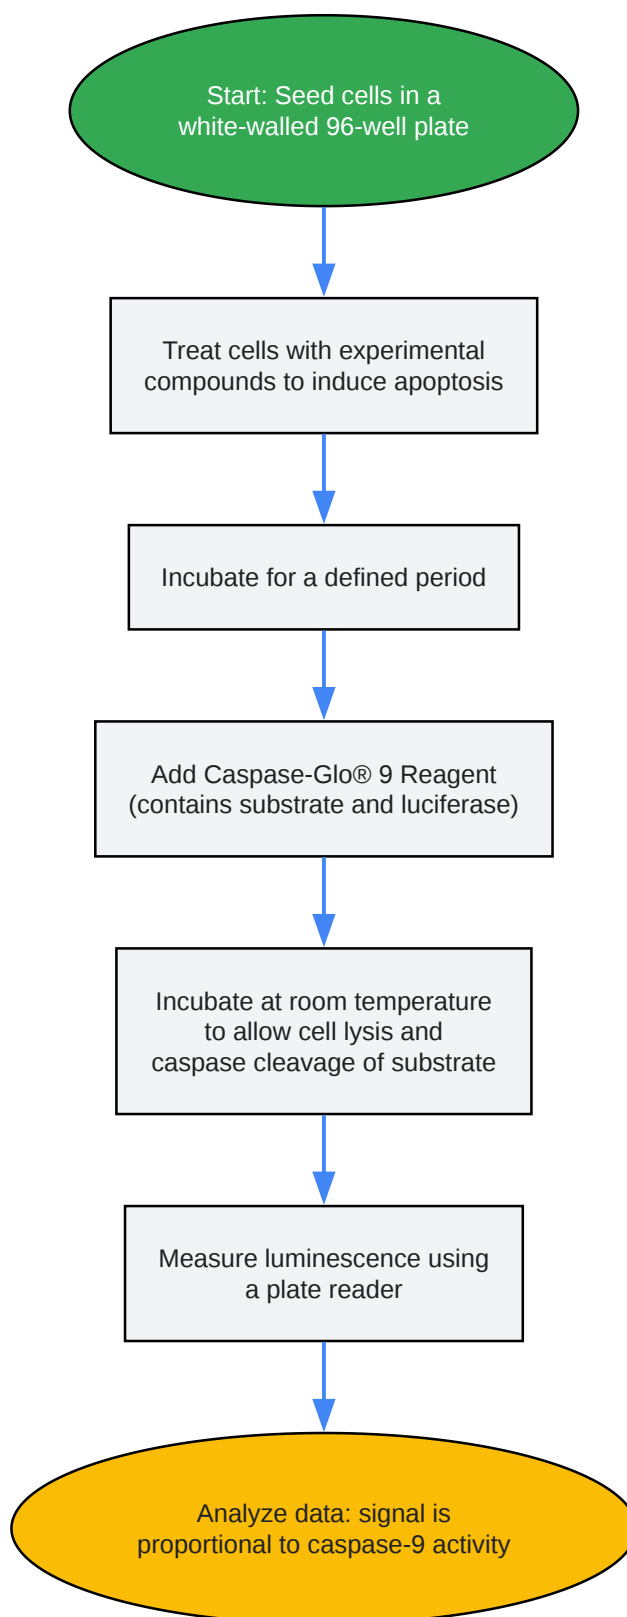 Start: Seed cells in a
white-walled 96-well plate
Treat cells with experimental
compounds to induce apoptosis
Incubate for a defined period
Add Caspase-Glo® 9 Reagent
(contains substrate and luciferase)
Incubate at room temperature
to allow cell lysis and
caspase cleavage of substrate
Measure luminescence using
a plate reader
Analyze data: signal is
proportional to caspase-9 activity